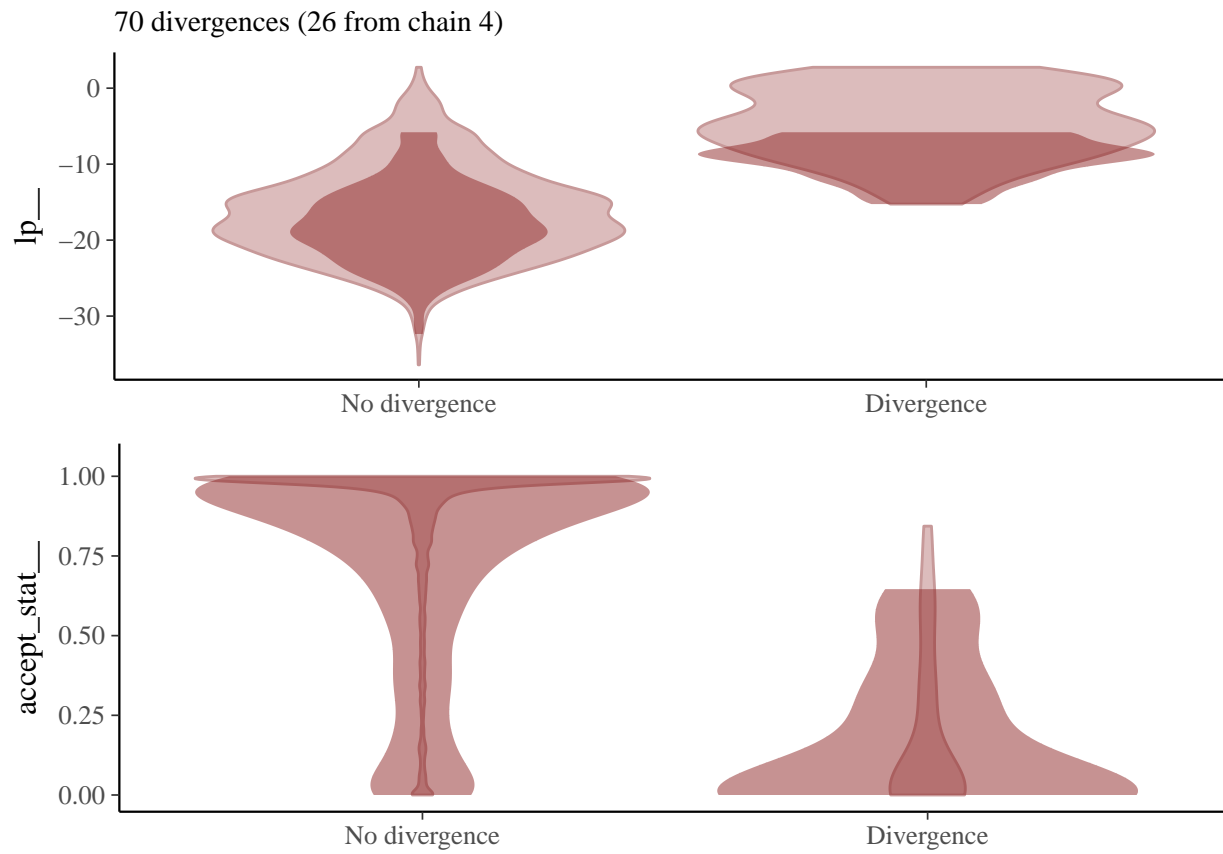 70 divergences (26 from chain 4)
lp__
0
−10
−20
−30
No divergence
Divergence
accept_stat__
1.00
0.75
0.50
0.25
0.00
No divergence
Divergence